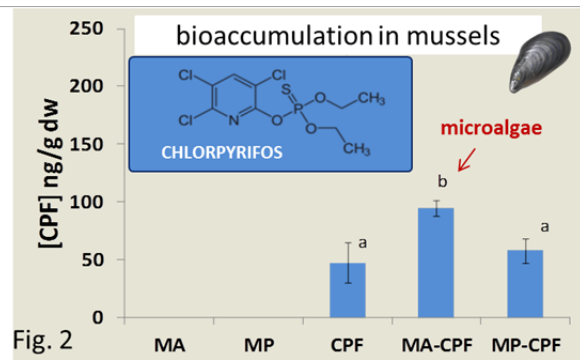 bioaccumulation in mussels
[CPF] ng/g dw
250
200
150
100
50
0
Cl
Cl
Cl
N
O
S
P
O
O
CH₃
CH₃
CHLORPYRIFOS
microalgae
a
b
a
MA
MP
CPF
MA-CPF
MP-CPF
Fig. 2